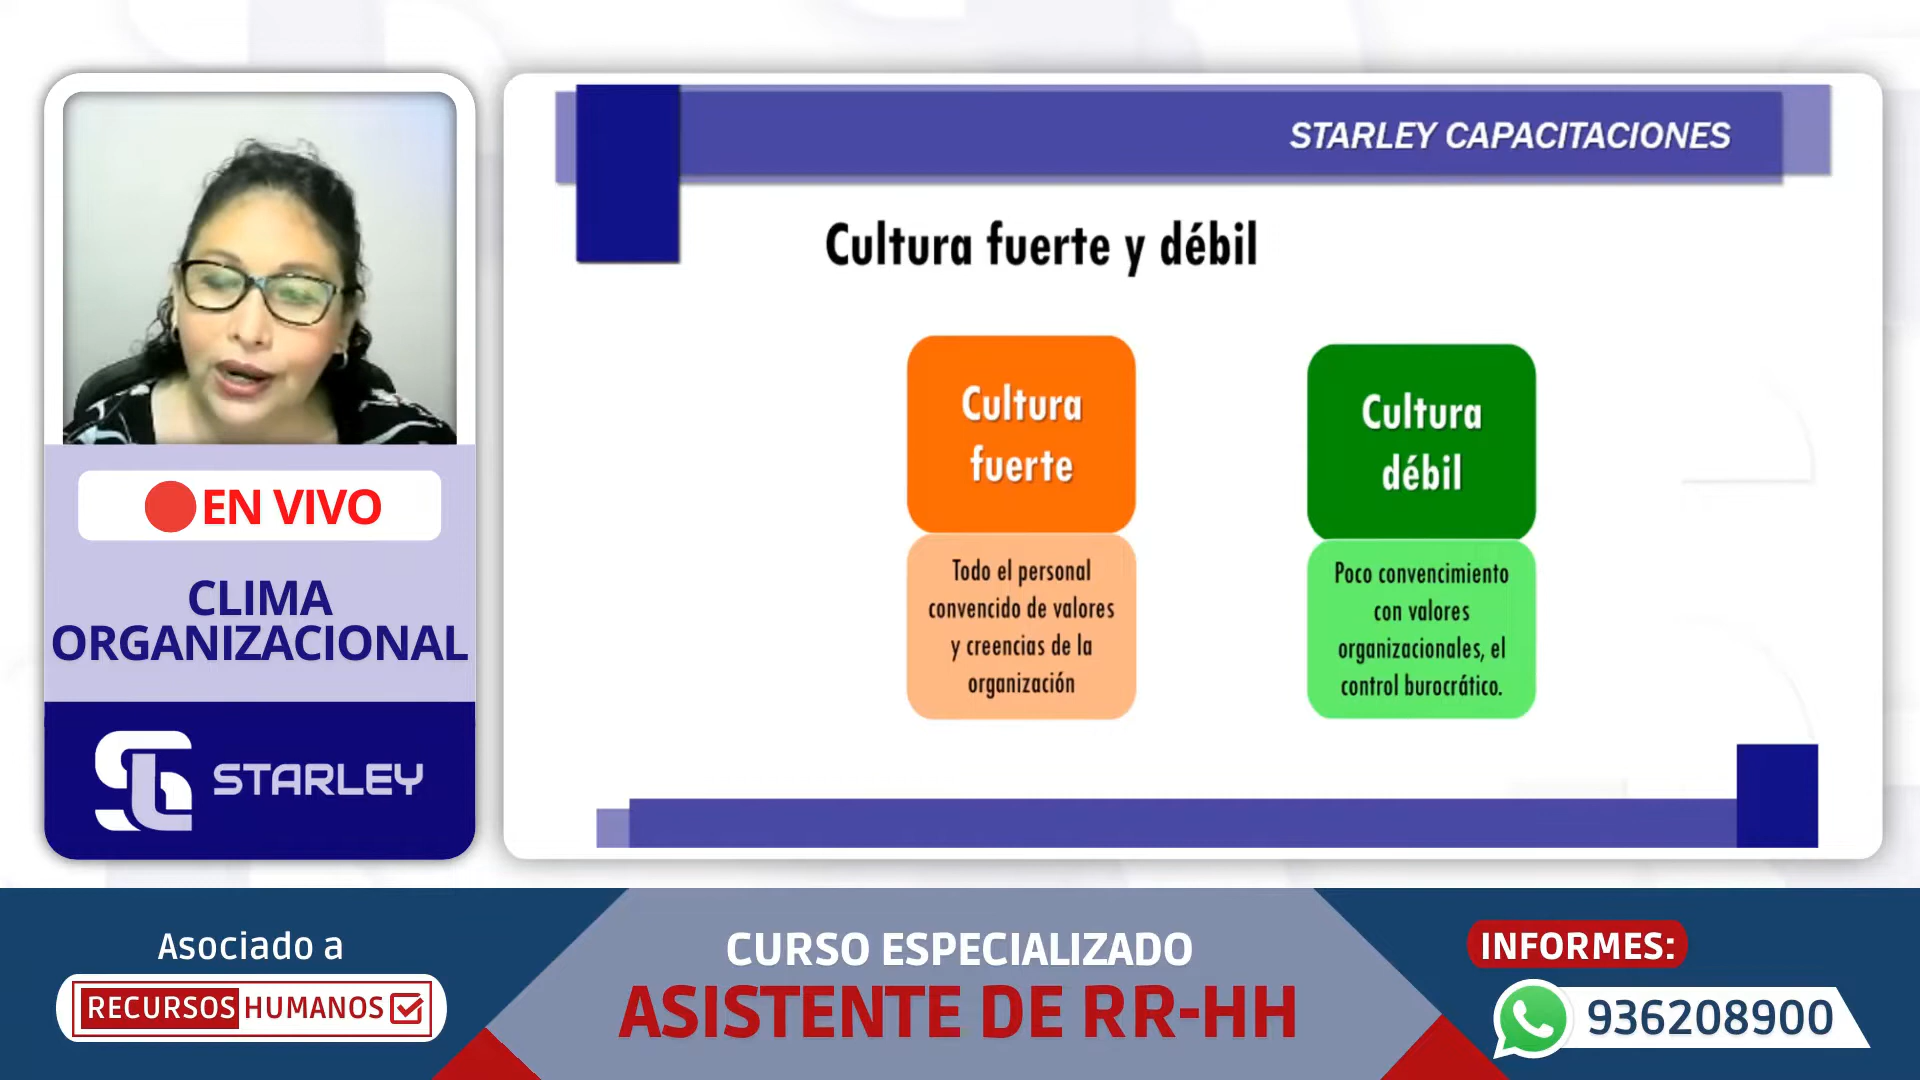 STARLEY CAPACITACIONES
Cultura fuerte y débil
Cultura
fuerte
Todo el personal
convencido de valores
y creencias de la
organización
Cultura
débil
Poco convencimiento
con valores
organizacionales, el
control burocrático.
EN VIVO
CLIMA
ORGANIZACIONAL
STARLEY
Asociado a
RECURSOS HUMANOS
CURSO ESPECIALIZADO
ASISTENTE DE RR-HH
INFORMES:
936208900